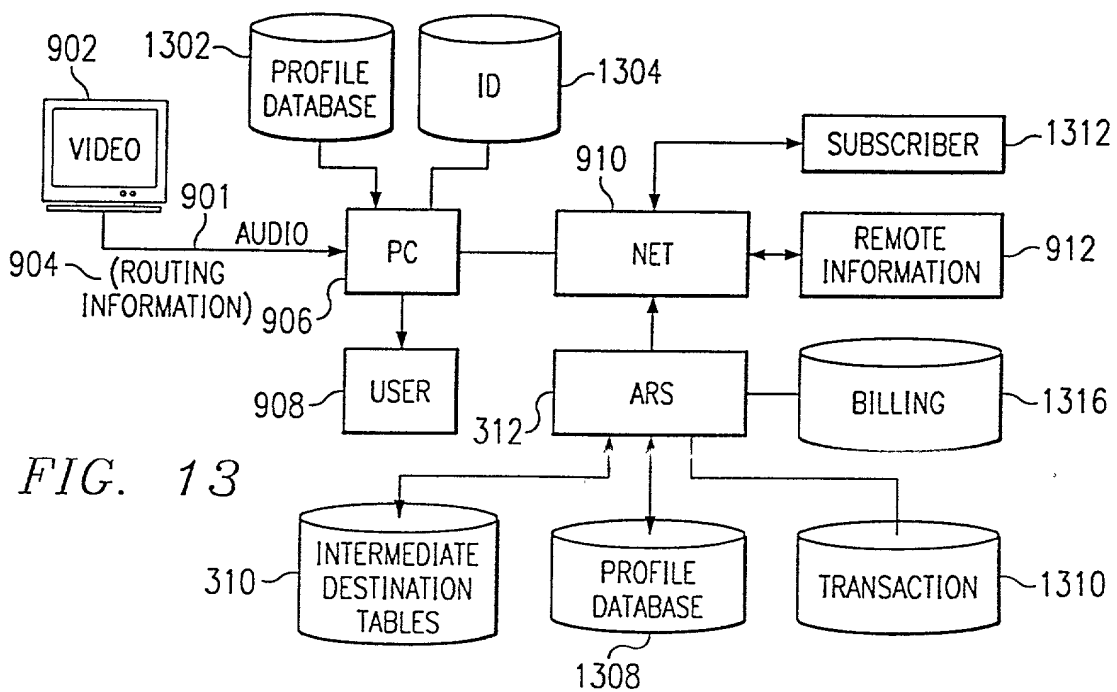 902
VIDEO
1302
PROFILE
DATABASE
ID
1304
901
AUDIO
904
(ROUTING
INFORMATION)
PC
906
910
NET
SUBSCRIBER
1312
REMOTE
INFORMATION
912
USER
908
ARS
312
BILLING
1316
FIG. 13
INTERMEDIATE
DESTINATION
TABLES
310
PROFILE
DATABASE
1308
TRANSACTION
1310